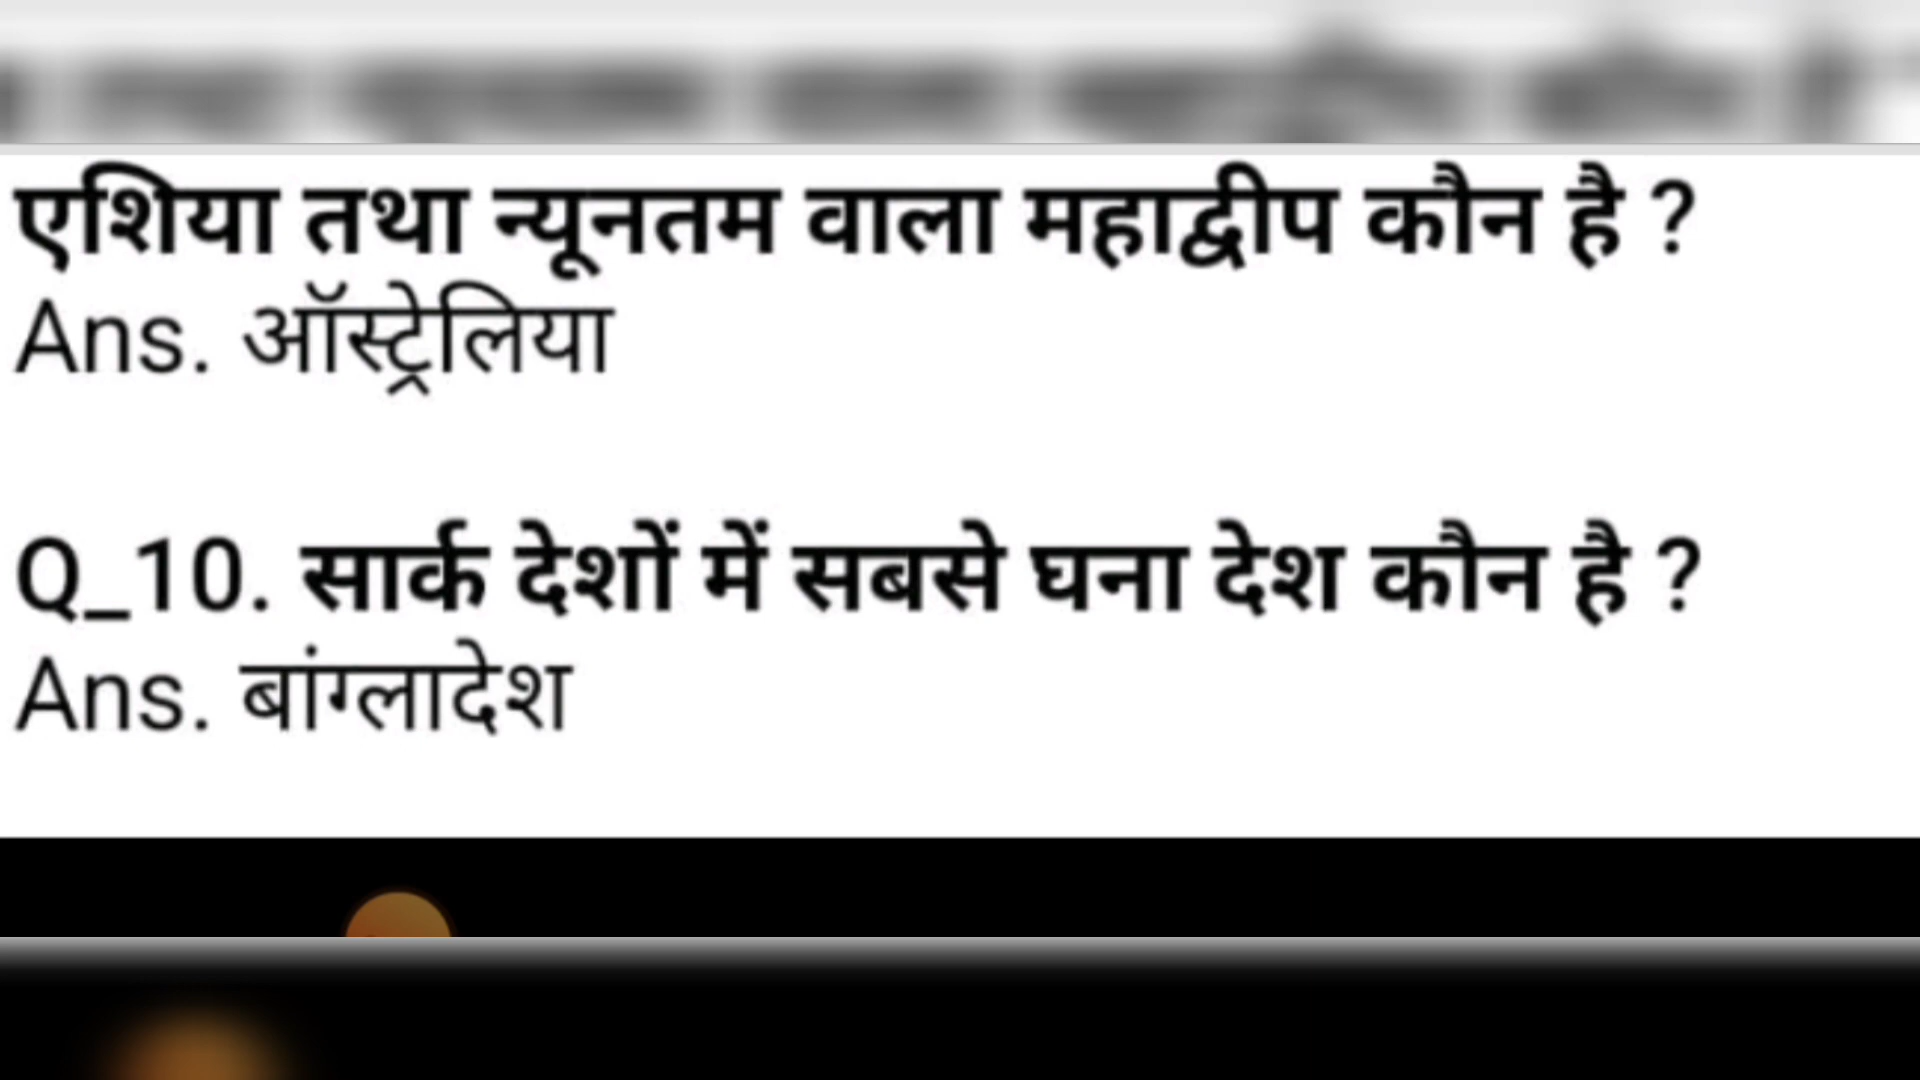 एशिया तथा न्यूनतम वाला महाद्वीप कौन है ?
Ans. ऑस्ट्रेलिया
Q_10. सार्क देशों में सबसे घना देश कौन है ?
Ans. बांग्लादेश